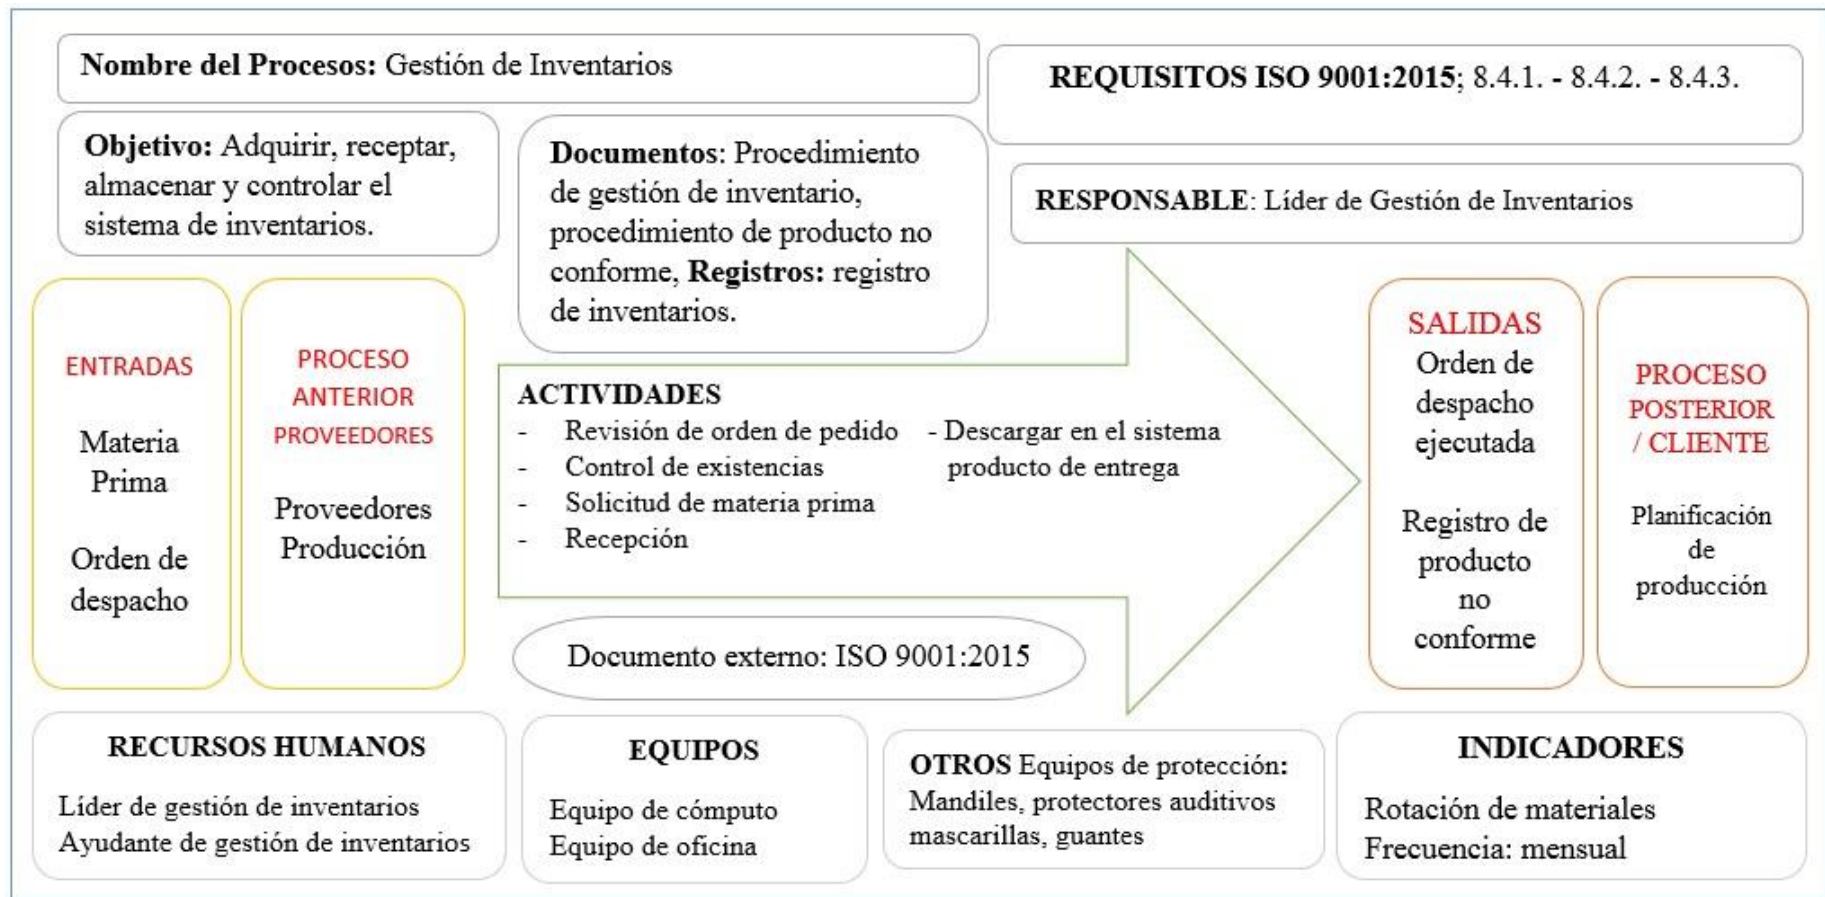 Nombre del Procesos: Gestión de Inventarios
REQUISITOS ISO 9001:2015; 8.4.1. - 8.4.2. - 8.4.3.
Objetivo: Adquirir, receptar,
almacenar y controlar el
sistema de inventarios.
Documentos: Procedimiento
de gestión de inventario,
procedimiento de producto no
conforme, Registros: registro
de inventarios.
RESPONSABLE: Líder de Gestión de Inventarios
ENTRADAS
Materia
Prima
Orden de
despacho
PROCESO
ANTERIOR
PROVEEDORES
Proveedores
Producción
ACTIVIDADES
- Revisión de orden de pedido
- Control de existencias
- Solicitud de materia prima
- Recepción
- Descargar en el sistema
producto de entrega
SALIDAS
Orden de
despacho
ejecutada
Registro de
producto
no
conforme
PROCESO
POSTERIOR
/ CLIENTE
Planificación
de
producción
Documento externo: ISO 9001:2015
RECURSOS HUMANOS
Líder de gestión de inventarios
Ayudante de gestión de inventarios
EQUIPOS
Equipo de cómputo
Equipo de oficina
OTROS Equipos de protección:
Mandiles, protectores auditivos
mascarillas, guantes
INDICADORES
Rotación de materiales
Frecuencia: mensual